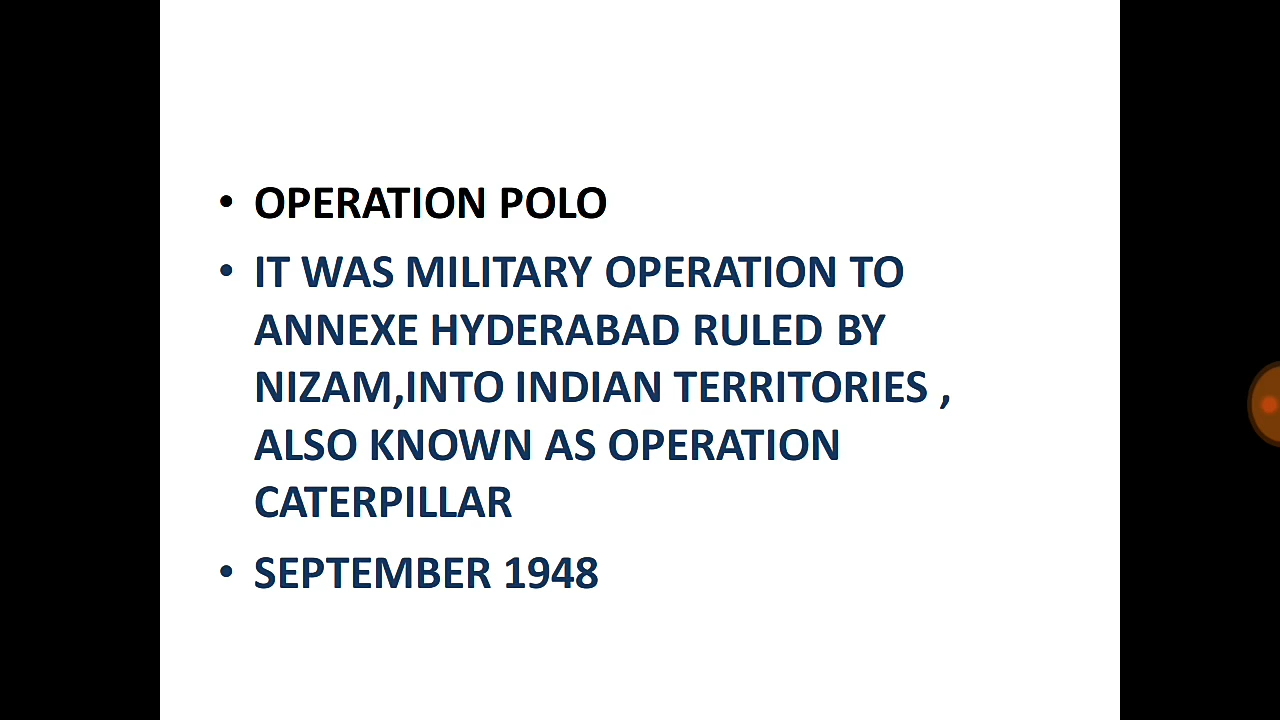 • OPERATION POLO
• IT WAS MILITARY OPERATION TO
ANNEXE HYDERABAD RULED BY
NIZAM,INTO INDIAN TERRITORIES ,
ALSO KNOWN AS OPERATION
CATERPILLAR
• SEPTEMBER 1948